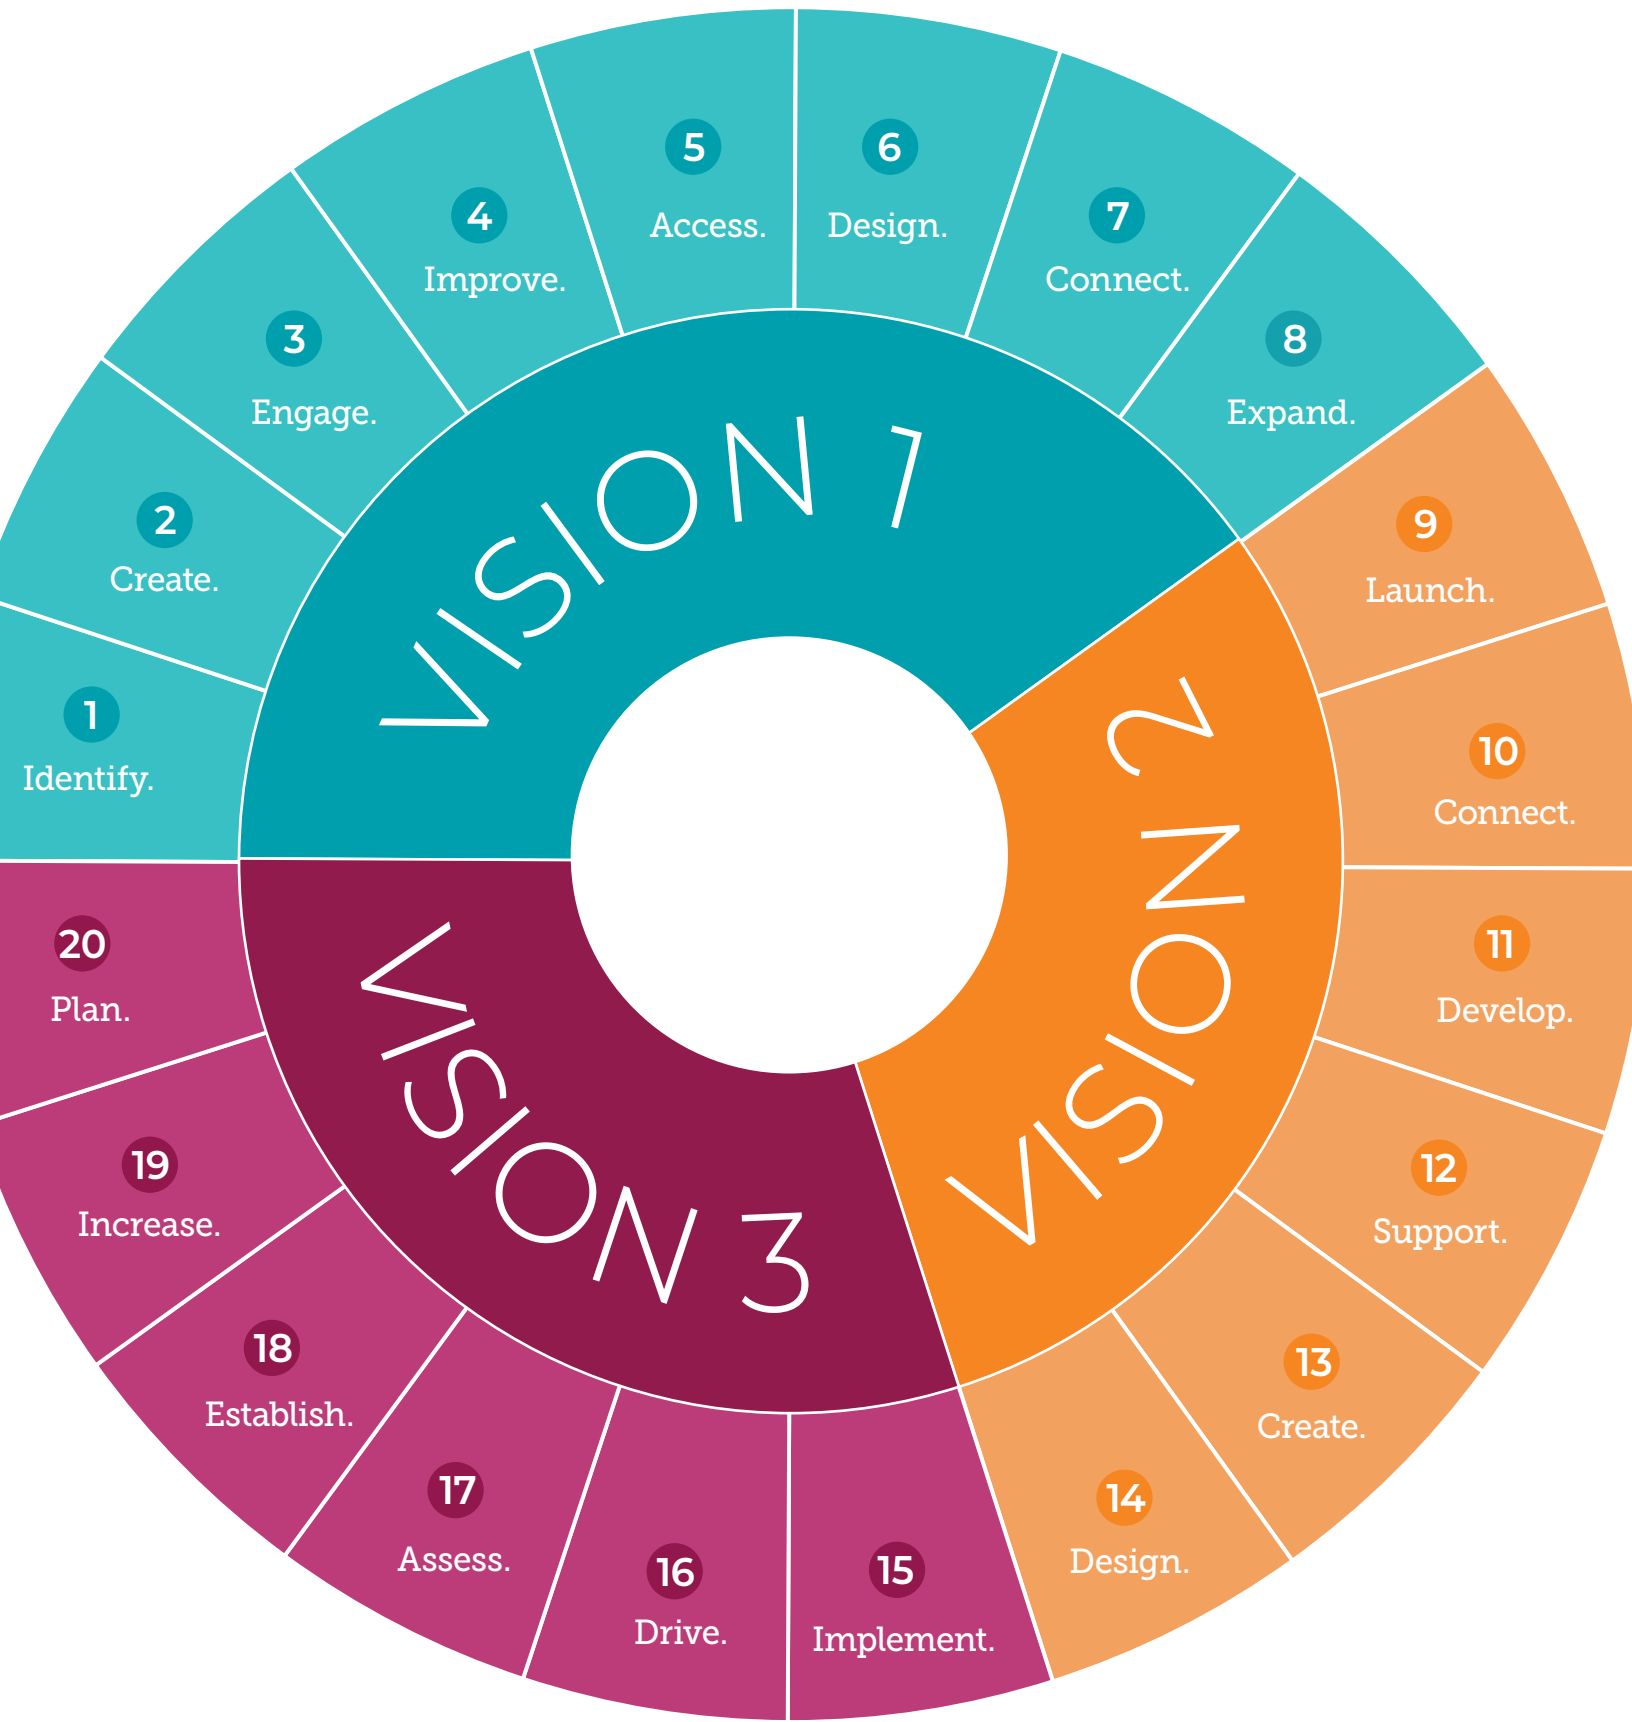 VISION 1
1
Identify.
2
Create.
3
Engage.
4
Improve.
5
Access.
6
Design.
7
Connect.
8
Expand.
VISION 2
9
Launch.
10
Connect.
11
Develop.
12
Support.
13
Create.
14
Design.
VISION 3
15
Implement.
16
Drive.
17
Assess.
18
Establish.
19
Increase.
20
Plan.